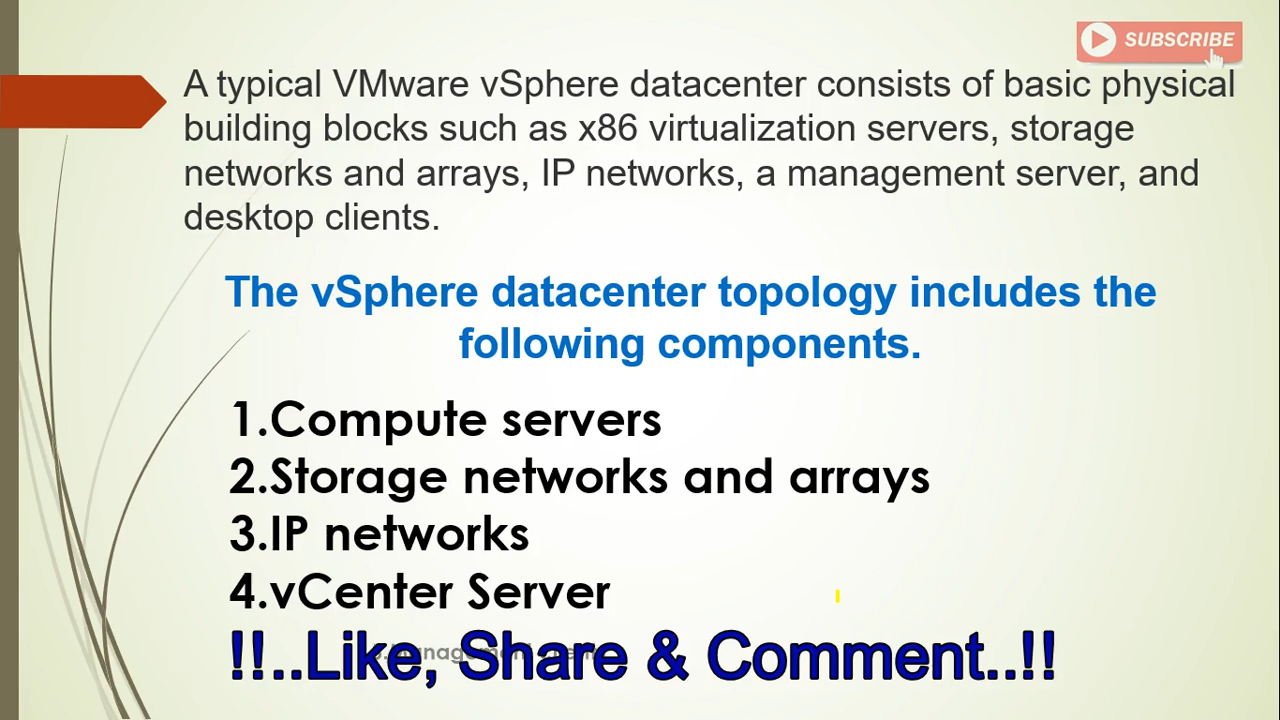 SUBSCRIBE
A typical VMware vSphere datacenter consists of basic physical
building blocks such as x86 virtualization servers, storage
networks and arrays, IP networks, a management server, and
desktop clients.
The vSphere datacenter topology includes the
following components.
1.Compute servers
2.Storage networks and arrays
3.IP networks
4.vCenter Server
!!..Like, Share & Comment..!!